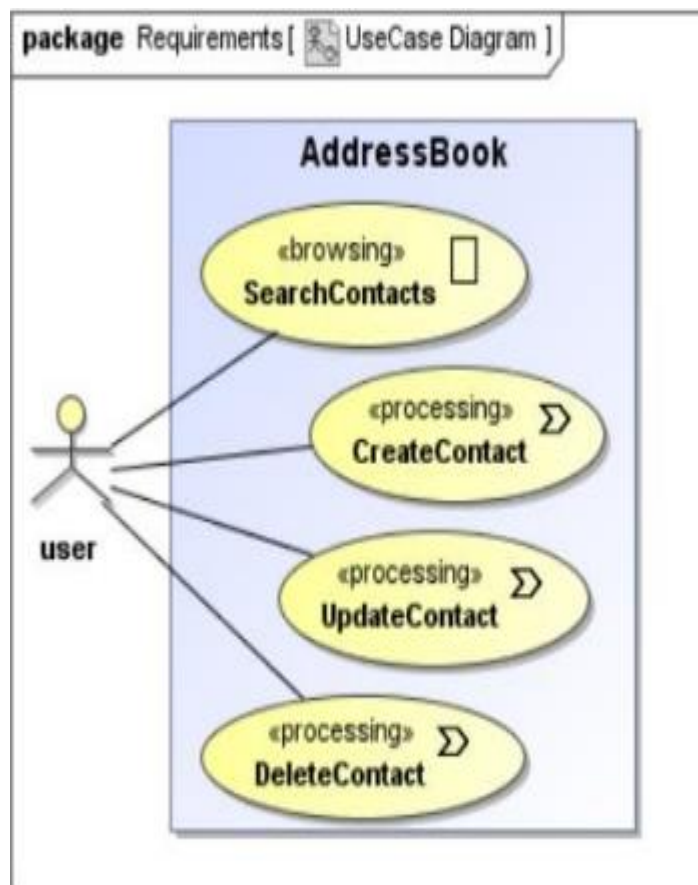 package Requirements [ UseCase Diagram ]
AddressBook
«browsing»
SearchContacts
«processing»
CreateContact
«processing»
UpdateContact
«processing»
DeleteContact
user